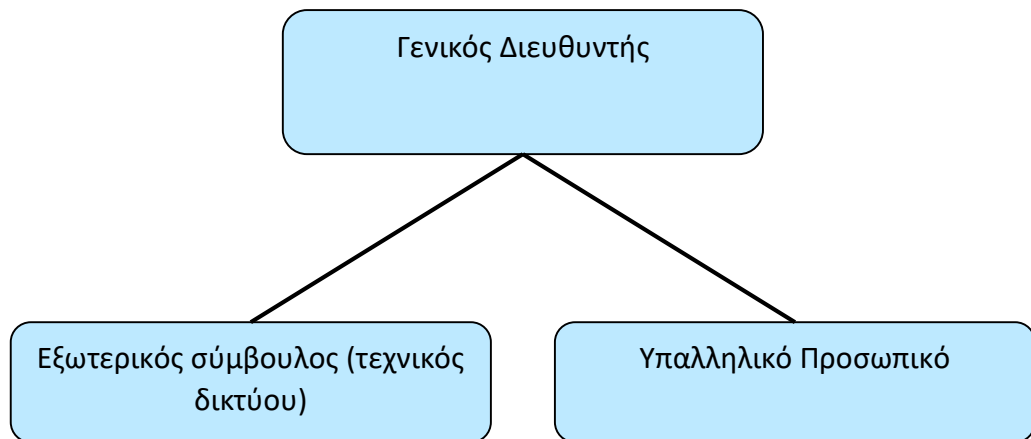 Γενικός Διευθυντής
Εξωτερικός σύμβουλος (τεχνικός
δικτύου)
Υπαλληλικό Προσωπικό